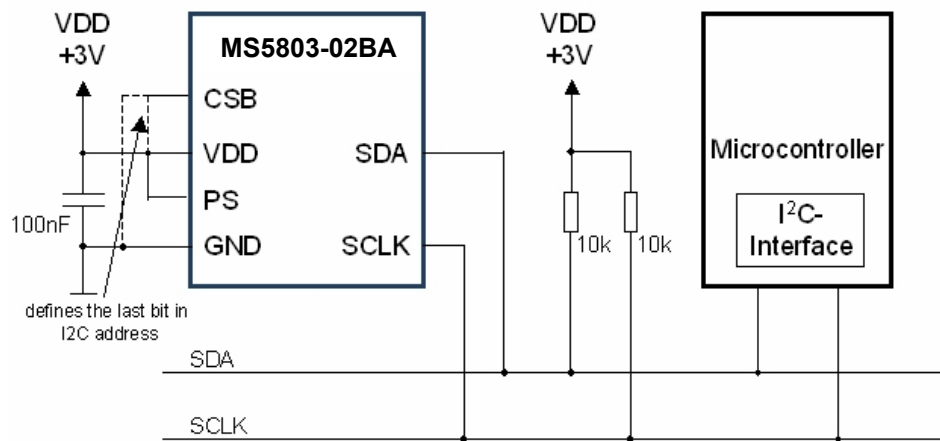 VDD
+3V
MS5803-02BA
CSB
VDD
PS
GND
SDA
SCLK
100nF
defines the last bit in
I2C address
VDD
+3V
10k
10k
Microcontroller
I²C-
Interface
SDA
SCLK